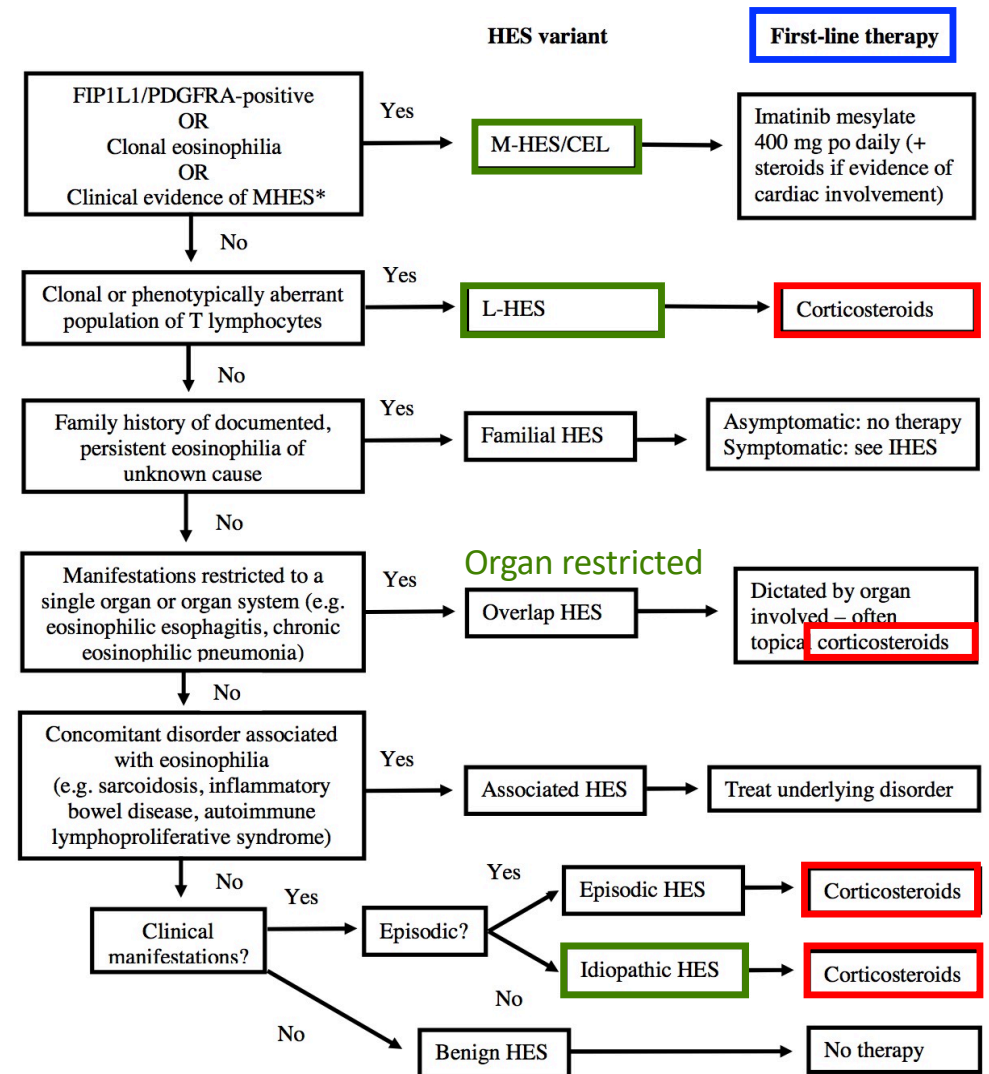 HES variant
First-line therapy
FIP1L1/PDGFRA-positive
OR
Clonal eosinophilia
OR
Clinical evidence of MHES*
Yes
M-HES/CEL
Imatinib mesylate
400 mg po daily (+
steroids if evidence of
cardiac involvement)
No
Clonal or phenotypically aberrant
population of T lymphocytes
Yes
L-HES
Corticosteroids
No
Family history of documented,
persistent eosinophilia of
unknown cause
Yes
Familial HES
Asymptomatic: no therapy
Symptomatic: see IHES
No
Manifestations restricted to a
single organ or organ system (e.g.
eosinophilic esophagitis, chronic
eosinophilic pneumonia)
Yes
Organ restricted
Overlap HES
Dictated by organ
involved – often
topical corticosteroids
No
Concomitant disorder associated
with eosinophilia
(e.g. sarcoidosis, inflammatory
bowel disease, autoimmune
lymphoproliferative syndrome)
Yes
Associated HES
Treat underlying disorder
No
Clinical
manifestations?
Yes
Episodic?
Yes
Episodic HES
Corticosteroids
No
Idiopathic HES
Corticosteroids
No
Benign HES
No therapy